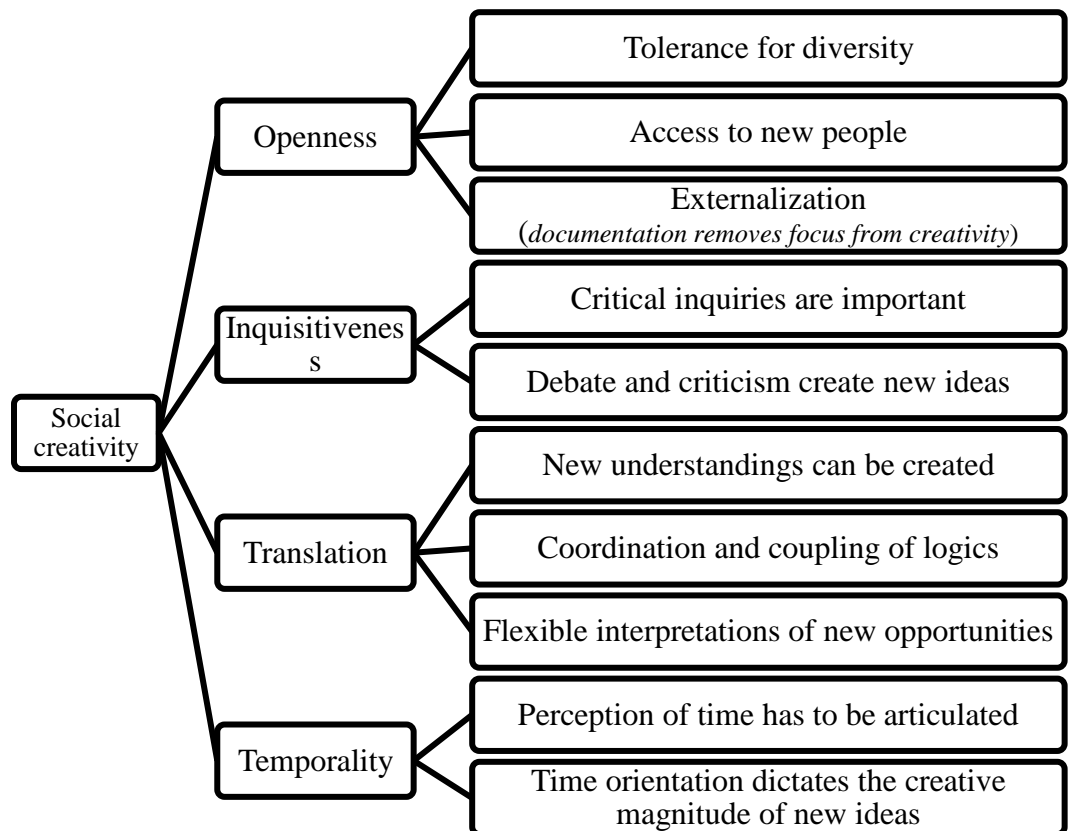 Tolerance for diversity
Openness
Access to new people
Externalization
(documentation removes focus from creativity)
Critical inquiries are important
Inquisitivenes
s
Debate and criticism create new ideas
Social
creativity
New understandings can be created
Translation
Coordination and coupling of logics
Flexible interpretations of new opportunities
Perception of time has to be articulated
Temporality
Time orientation dictates the creative
magnitude of new ideas